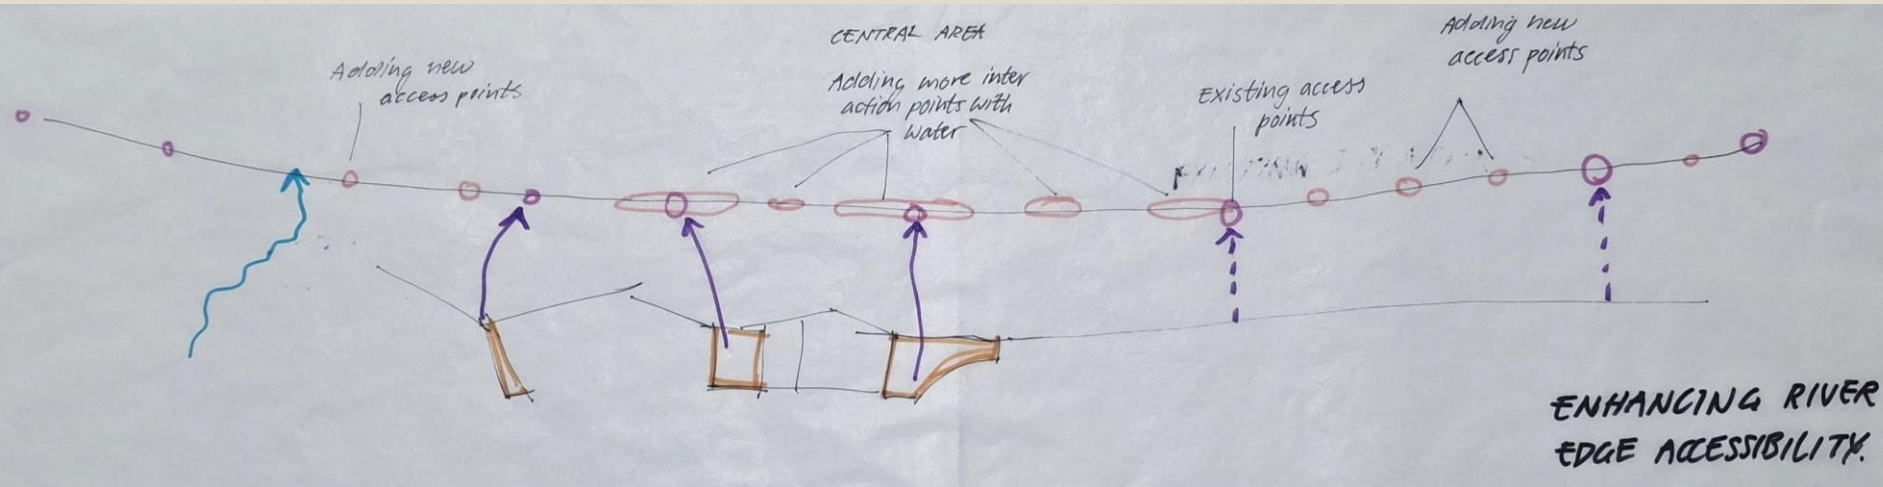 Adding new
access points
CENTRAL AREA
Adding more inter
action points with
water
Existing access
points
Adding new
access points
ENHANCING RIVER
EDGE ACCESSIBILITY.